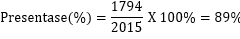 Presentase(%) = 1794/2015 X 100% = 89%